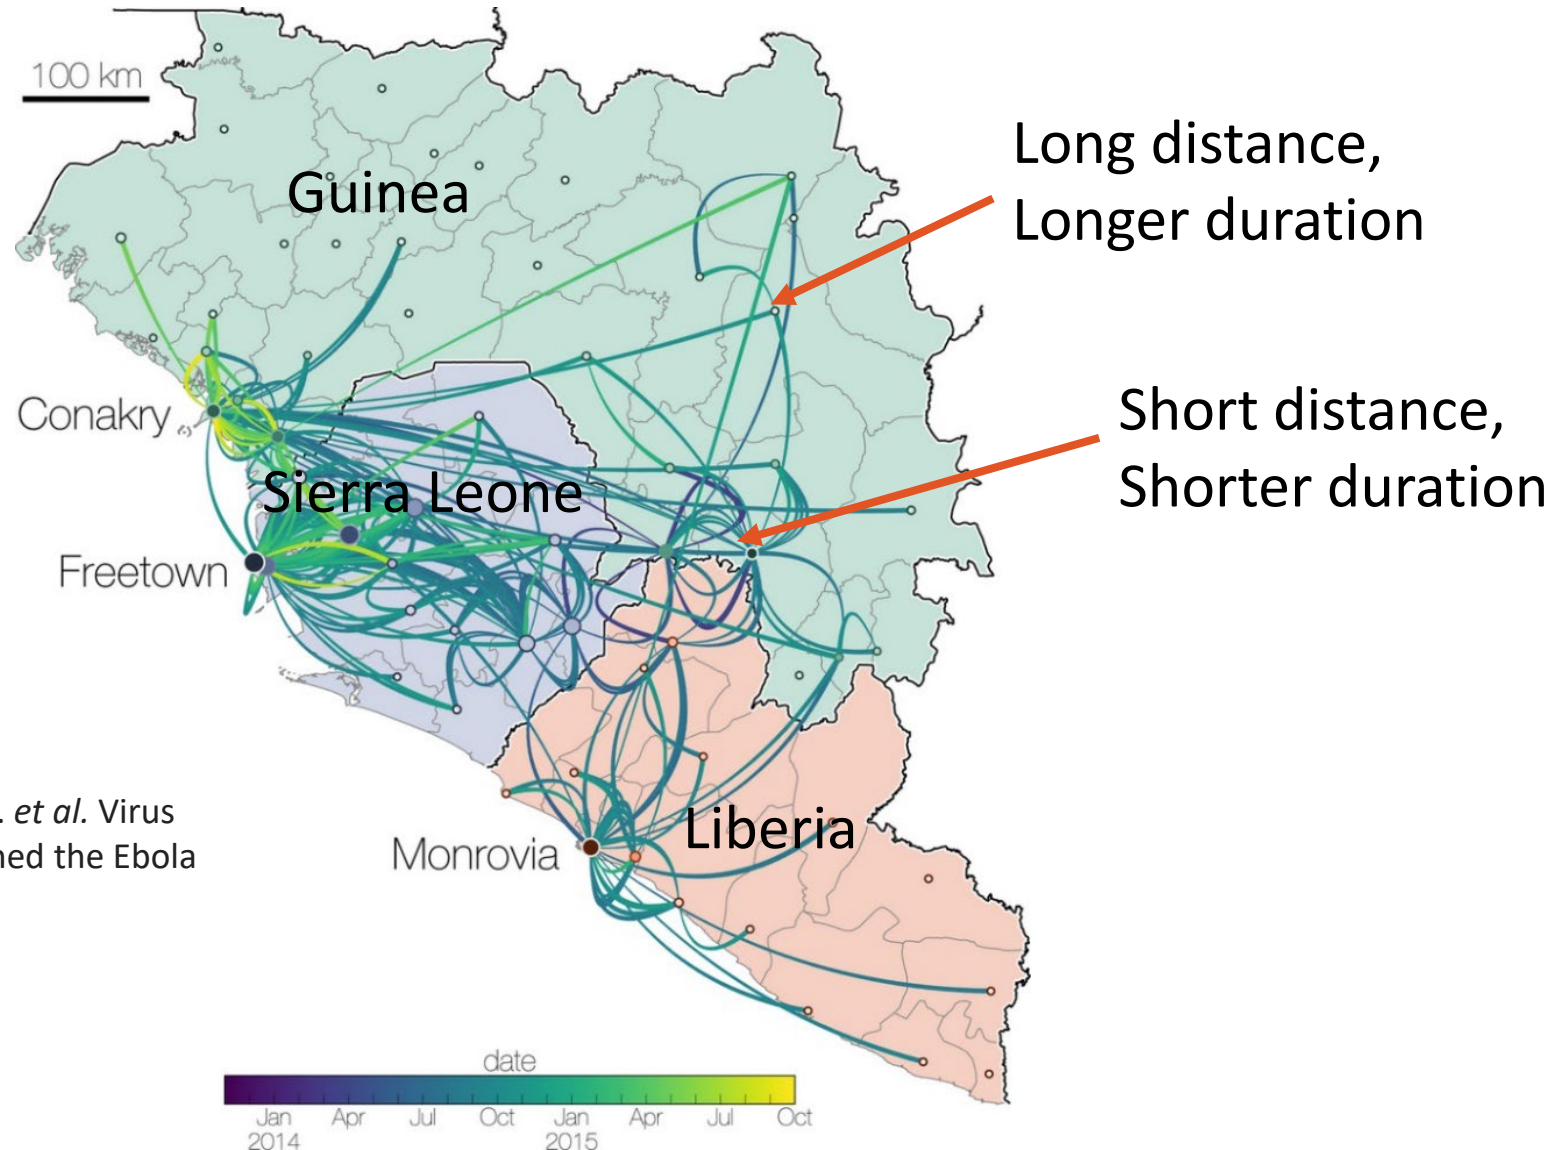 100 km
Guinea
Long distance,
Longer duration
Conakry
Short distance,
Shorter duration
Sierra Leone
Freetown
. et al. Virus
the Ebola
Monrovia
Liberia
date
Jan Apr Jul Oct Jan Apr Jul Oct
2014 2015